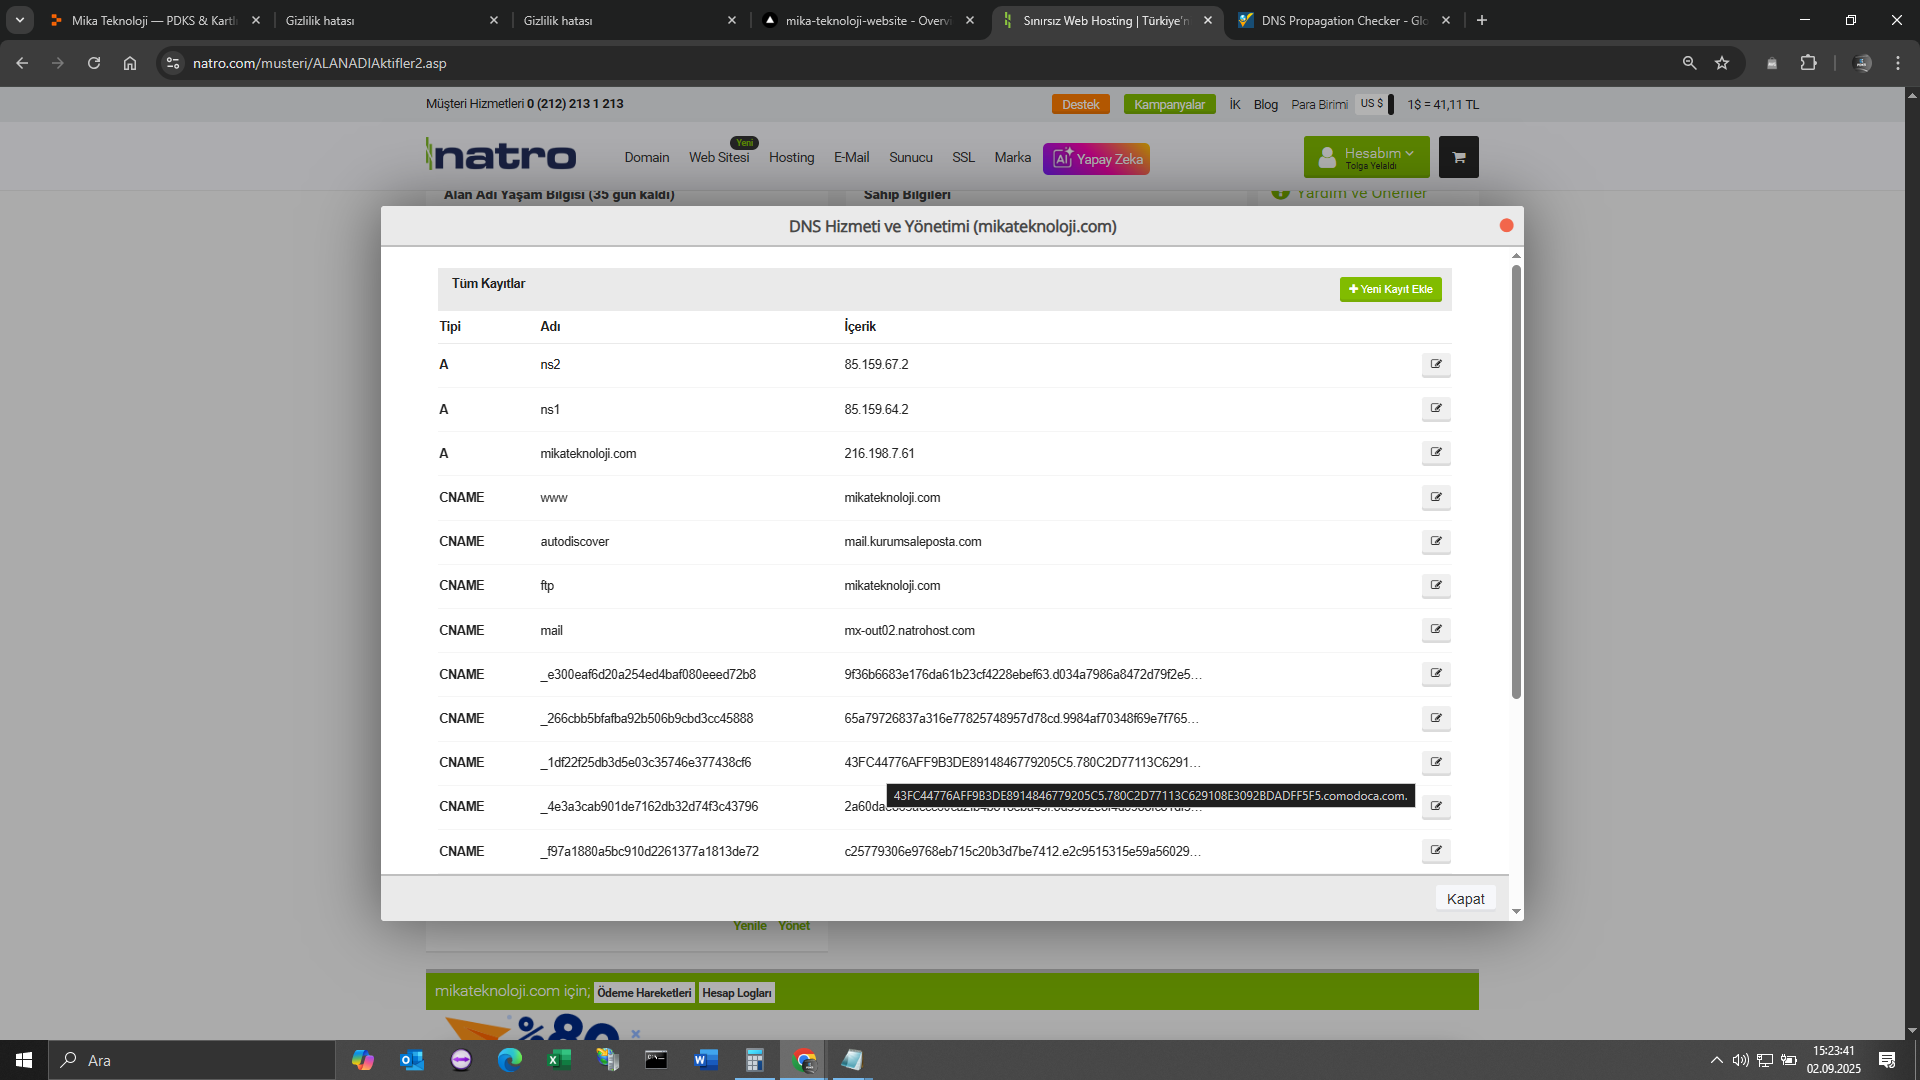 Mika Teknoloji — PDKS & Kartlı
Gizlilik hatası
Gizlilik hatası
mika-teknoloji-website - Overvi
Sınırsız Web Hosting | Türkiye'n
DNS Propagation Checker - Glo
natro.com/musteri/ALANADIAktifler2.asp
Müşteri Hizmetleri 0 (212) 213 1 213
Destek
Kampanyalar
İK
Blog
Para Birimi
US $
1$ = 41,11 TL
natro
Domain
Web Sitesi
Yeni
Hosting
E-Mail
Sunucu
SSL
Marka
AI Yapay Zeka
Hesabım
Tolga Yelaldı
Alan Adı Yaşam Bilgisi (35 gün kaldı)
Sahip Bilgileri
Yardım ve Öneriler
DNS Hizmeti ve Yönetimi (mikateknoloji.com)
Tüm Kayıtlar
Yeni Kayıt Ekle
Tipi Adı İçerik
A ns2 85.159.67.2
A ns1 85.159.64.2
A mikateknoloji.com 216.198.7.61
CNAME www mikateknoloji.com
CNAME autodiscover mail.kurumsaleposta.com
CNAME ftp mikateknoloji.com
CNAME mail mx-out02.natrohost.com
CNAME _e300eaf6d20a254ed4baf080eeed72b8 9f36b6683e176da61b23cf4228ebef63.d034a7986a8472d79f2e5...
CNAME _266cbb5bfafba92b506b9cbd3cc45888 65a79726837a316e77825748957d78cd.9984af70348f69e7f765...
CNAME _1df22f25db3d5e03c35746e377438cf6 43FC44776AFF9B3DE8914846779205C5.780C2D77113C6291...
43FC44776AFF9B3DE8914846779205C5.780C2D77113C629108E3092BDADFF5F5.comodoca.com.
CNAME _4e3a3cab901de7162db32d74f3c43796
CNAME _f97a1880a5bc910d2261377a1813de72 c25779306e9768eb715c20b3d7be7412.e2c9515315e59a56029...
Kapat
Yenile Yönet
mikateknoloji.com için; Ödeme Hareketleri Hesap Logları
%80
Ara
15:23:41
02.09.2025